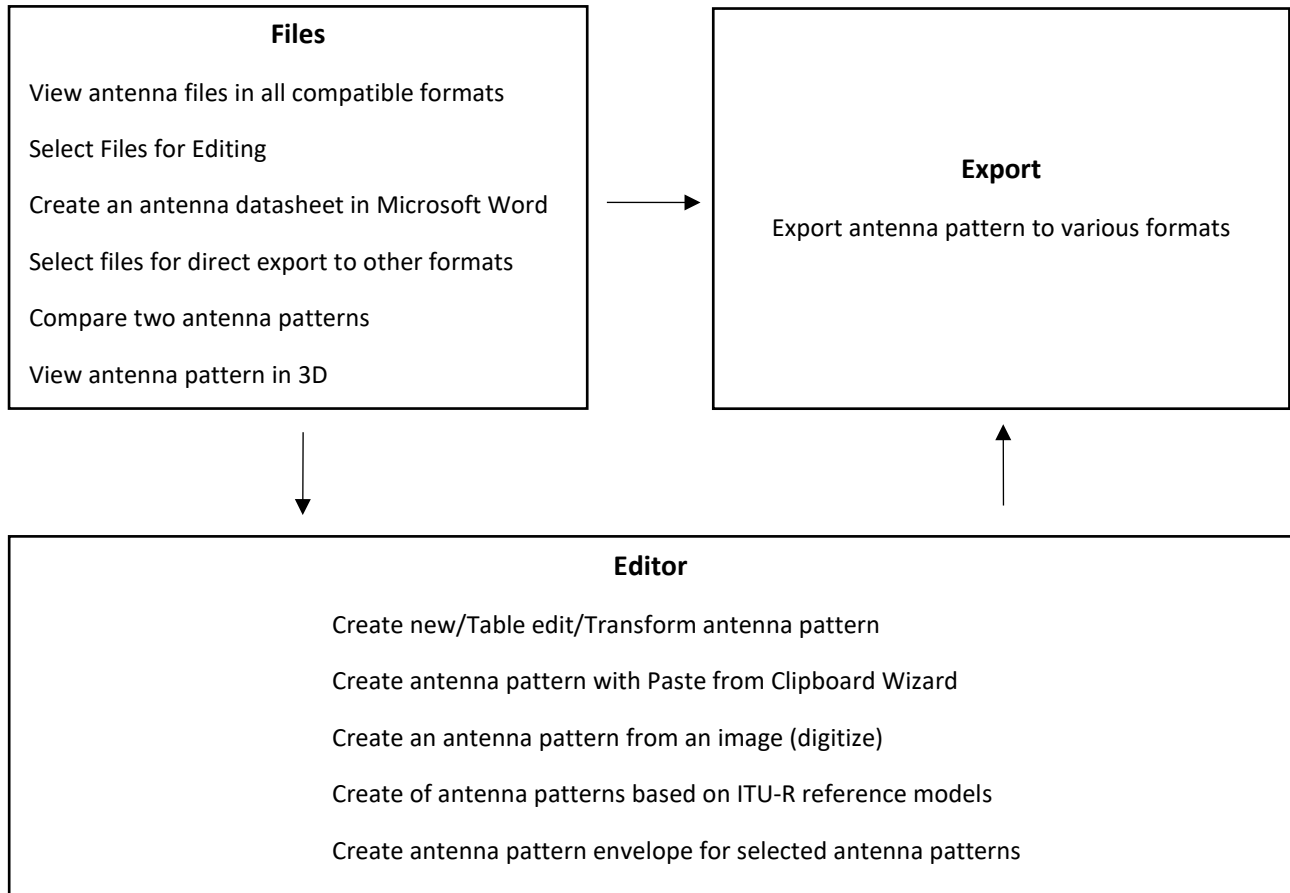 Files
View antenna files in all compatible formats
Select Files for Editing
Create an antenna datasheet in Microsoft Word
Select files for direct export to other formats
Compare two antenna patterns
View antenna pattern in 3D
Export
Export antenna pattern to various formats
Editor
Create new/Table edit/Transform antenna pattern
Create antenna pattern with Paste from Clipboard Wizard
Create an antenna pattern from an image (digitize)
Create of antenna patterns based on ITU-R reference models
Create antenna pattern envelope for selected antenna patterns